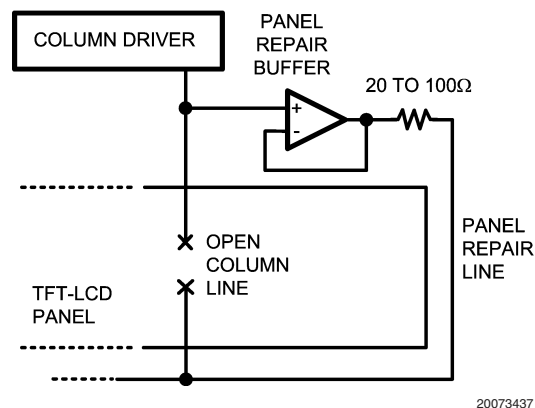 COLUMN DRIVER
PANEL
REPAIR
BUFFER
20 TO 100Ω
+
-
OPEN
COLUMN
LINE
PANEL
REPAIR
LINE
TFT-LCD
PANEL
20073437